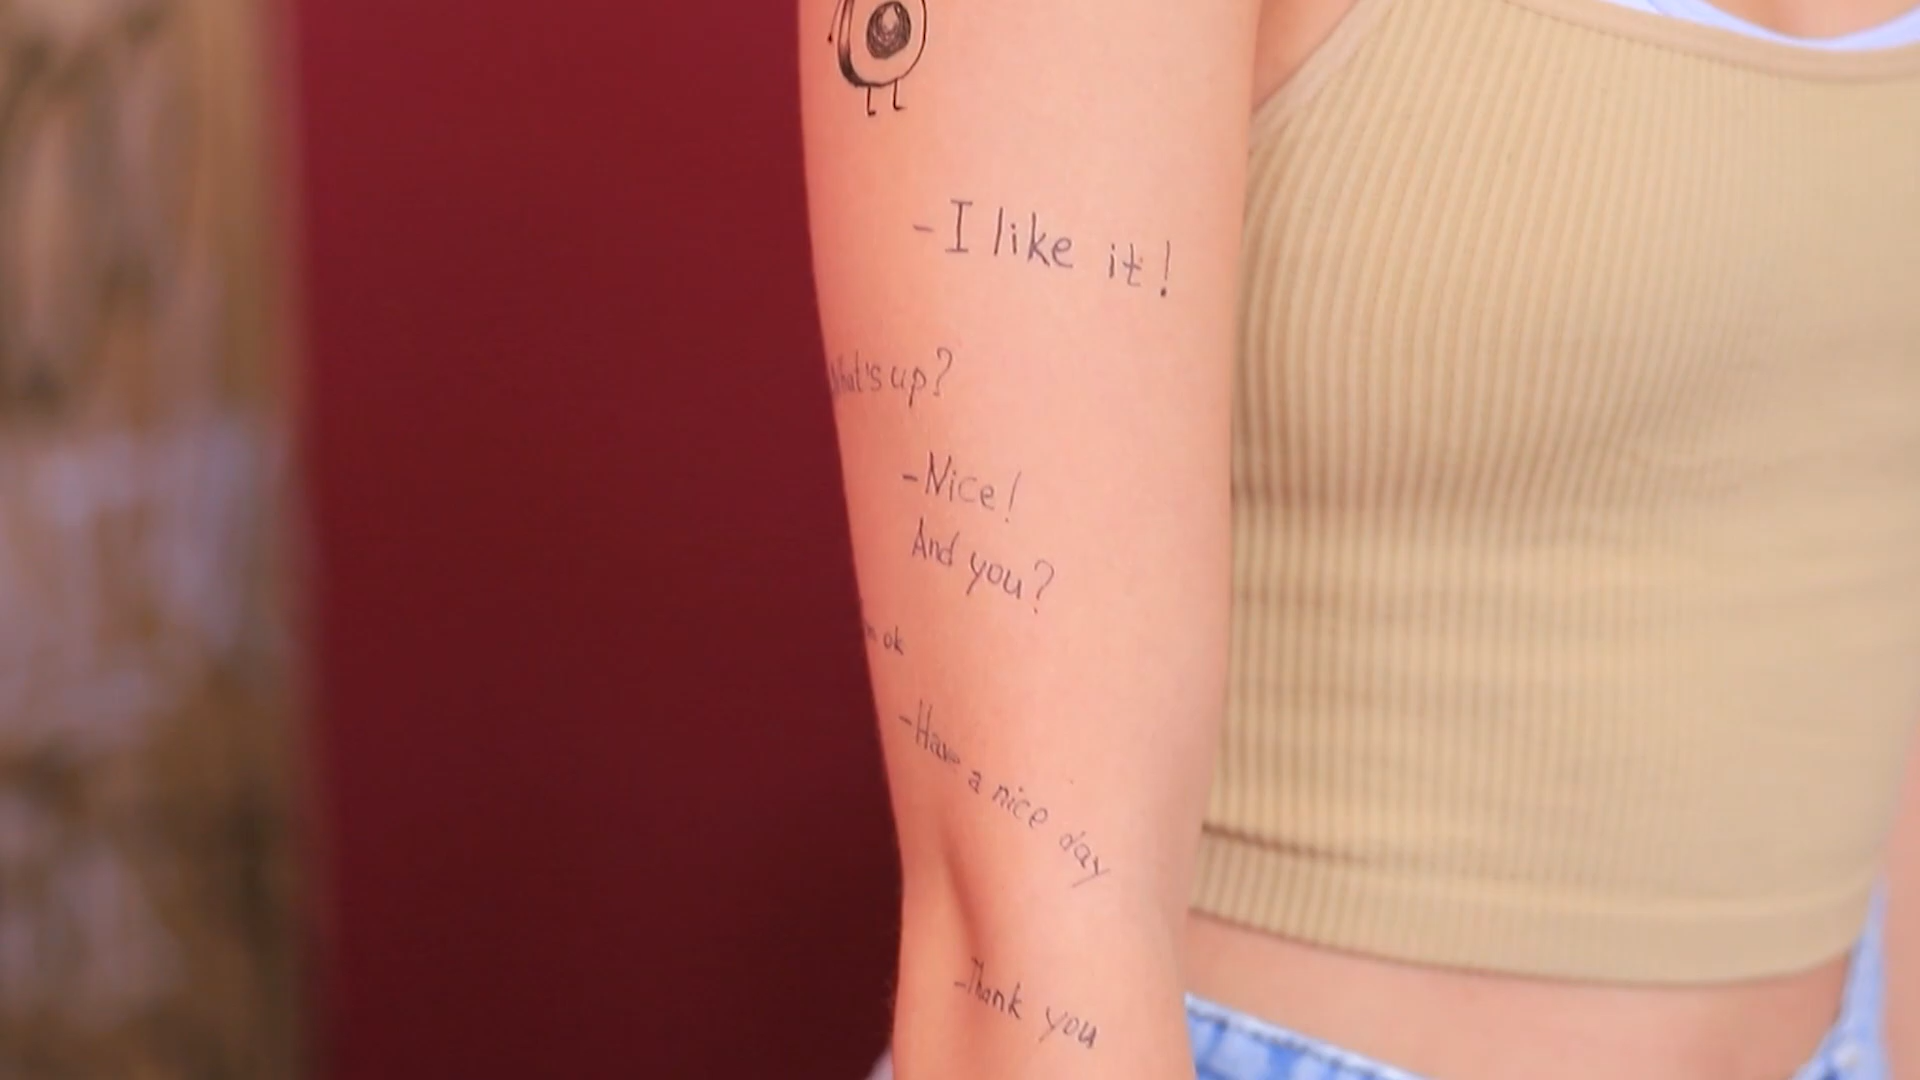 -I like it!
What's up?
-Nice!
And you?
ok
-Have a nice day
-Thank you